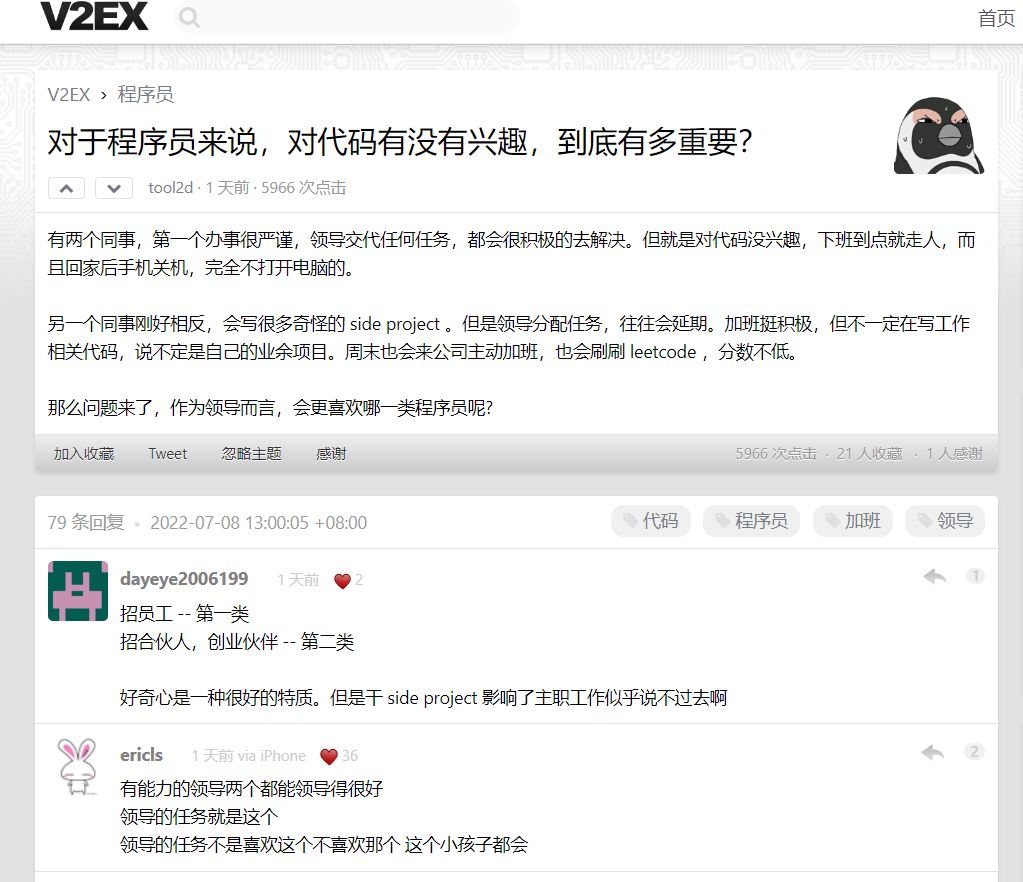 V2EX
首页
V2EX › 程序员
对于程序员来说，对代码有没有兴趣，到底有多重要？
tool2d · 1 天前 · 5966 次点击
有两个同事，第一个办事很严谨，领导交代任何任务，都会很积极的去解决。但就是对代码没兴趣，下班到点就走人，而
且回家后手机关机，完全不打开电脑的。
另一个同事刚好相反，会写很多奇怪的 side project 。但是领导分配任务，往往会延期。加班挺积极，但不一定在写工作
相关代码，说不定是自己的业余项目。周末也会来公司主动加班，也会刷刷 leetcode ，分数不低。
那么问题来了，作为领导而言，会更喜欢哪一类程序员呢?
加入收藏 Tweet 忽略主题 感谢 5966 次点击 · 21 人收藏 · 1 人感谢
79 条回复 • 2022-07-08 13:00:05 +08:00 代码 程序员 加班 领导
dayeye2006199 1 天前 2 1
招员工 -- 第一类
招合伙人，创业伙伴 -- 第二类
好奇心是一种很好的特质。但是干 side project 影响了主职工作似乎说不过去啊
ericls 1 天前 via iPhone 36 2
有能力的领导两个都能领导得很好
领导的任务就是这个
领导的任务不是喜欢这个不喜欢那个 这个小孩子都会